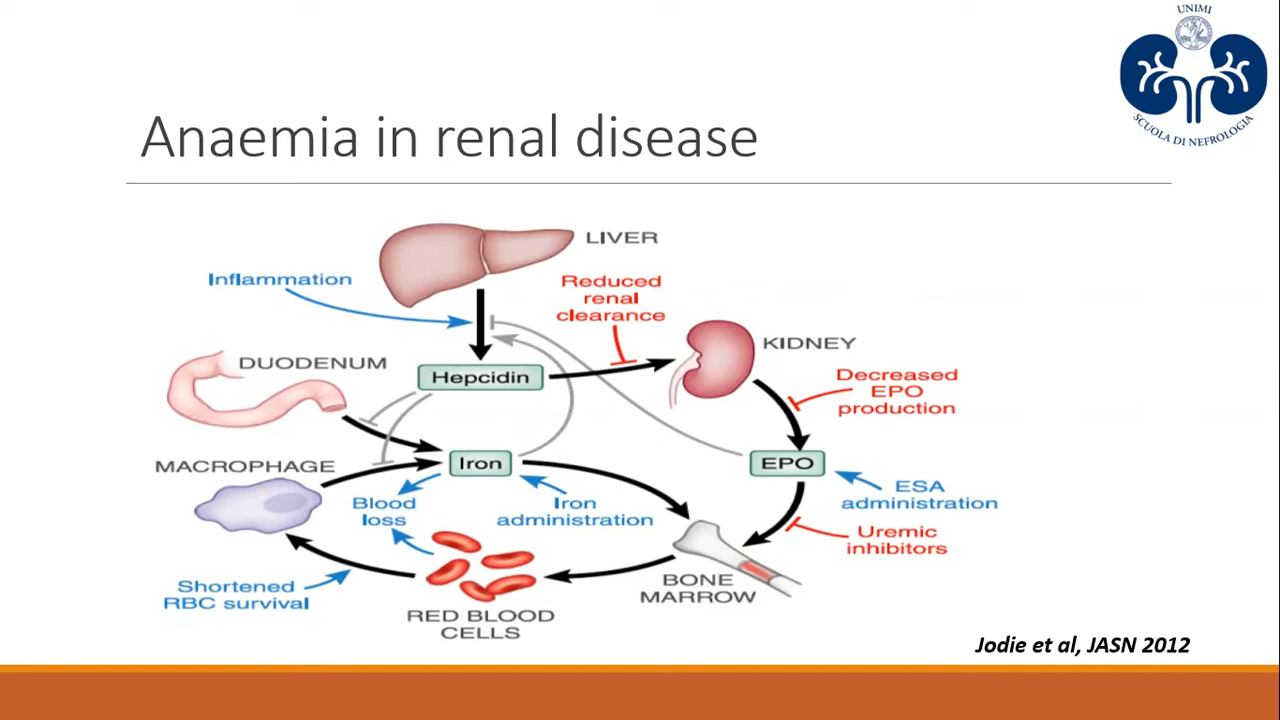 UNIMI
SCUOLA DI NEFROLOGIA
Anaemia in renal disease
LIVER
Inflammation
Reduced
renal
clearance
KIDNEY
DUODENUM
Hepcidin
Decreased
EPO
production
MACROPHAGE
Iron
EPO
Blood
loss
Iron
administration
ESA
administration
Uremic
inhibitors
Shortened
RBC survival
BONE
MARROW
RED BLOOD
CELLS
Jodie et al, JASN 2012